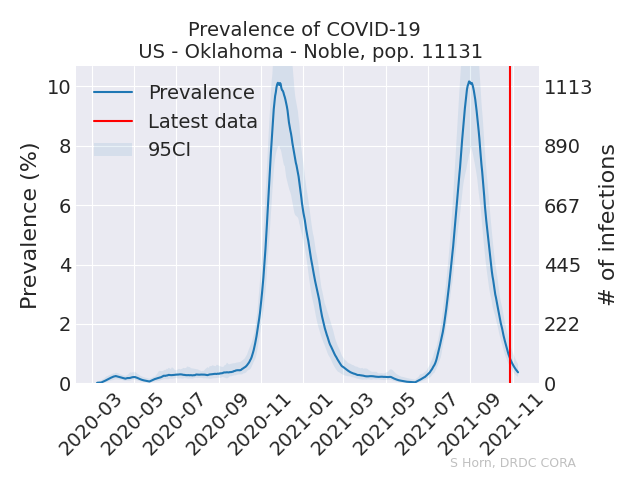 Prevalence of COVID-19
US - Oklahoma - Noble, pop. 11131
Prevalence (%)
10
8
6
4
2
0
Prevalence
Latest data
95CI
1113
890
667
445
222
0
# of infections
2020-03
2020-05
2020-07
2020-09
2020-11
2021-01
2021-03
2021-05
2021-07
2021-09
2021-11
S Horn, DRDC CORA